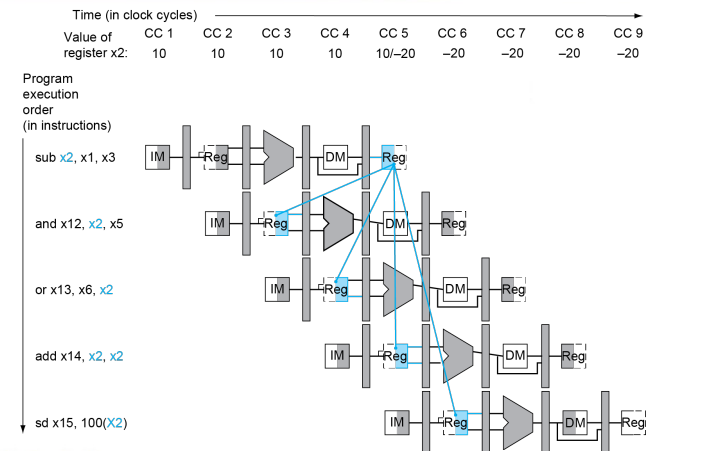 Time (in clock cycles)
CC 1 CC 2 CC 3 CC 4 CC 5 CC 6 CC 7 CC 8 CC 9
Value of
register x2: 10 10 10 10 10/–20 –20 –20 –20 –20
Program
execution
order
(in instructions)
sub x2, x1, x3 IM Reg DM Reg
and x12, x2, x5 IM Reg DM Reg
or x13, x6, x2 IM Reg DM Reg
add x14, x2, x2 IM Reg DM Reg
sd x15, 100(X2) IM Reg DM Reg